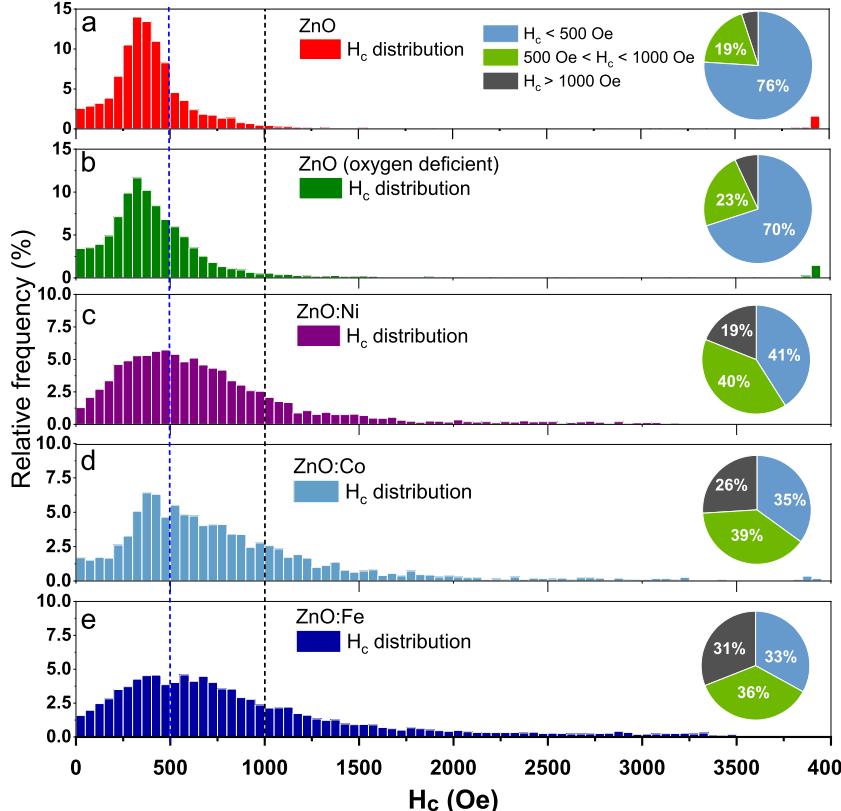 a
ZnO
H_c distribution
H_c < 500 Oe
500 Oe < H_c < 1000 Oe
H_c > 1000 Oe
19%
76%
15
10
5
0
b
ZnO (oxygen deficient)
H_c distribution
23%
70%
15
10
5
0
c
ZnO:Ni
H_c distribution
19%
41%
40%
10.0
7.5
5.0
2.5
0.0
d
ZnO:Co
H_c distribution
26%
35%
39%
10.0
7.5
5.0
2.5
0.0
e
ZnO:Fe
H_c distribution
31%
33%
36%
10.0
7.5
5.0
2.5
0.0
Relative frequency (%)
0 500 1000 1500 2000 2500 3000 3500 400
H_c (Oe)